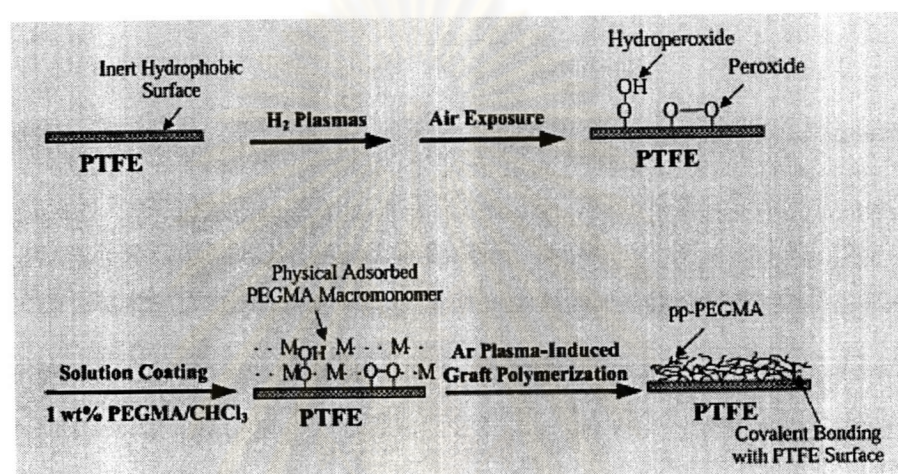 Inert Hydrophobic
Surface
PTFE
H₂ Plasmas
Air Exposure
Hydroperoxide
Peroxide
OH
O
O—O
PTFE
Solution Coating
1 wt% PEGMA/CHCl₃
Physical Adsorbed
PEGMA Macromonomer
·· M OH M ·· M ·
·· M O M ·· O-O ·· M
PTFE
Ar Plasma-Induced
Graft Polymerization
pp-PEGMA
PTFE
Covalent Bonding
with PTFE Surface